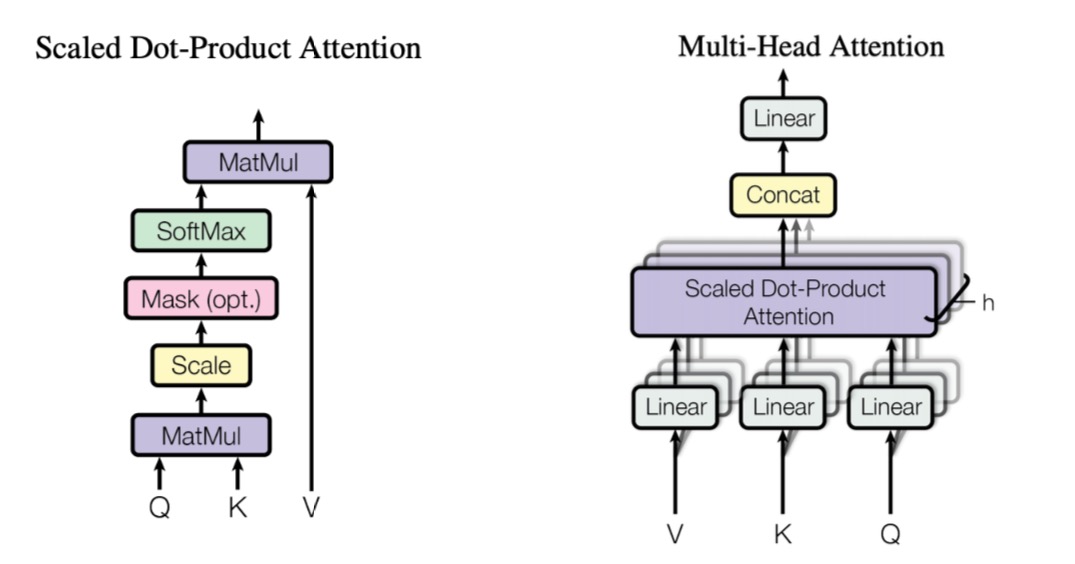 Scaled Dot-Product Attention
MatMul
SoftMax
Mask (opt.)
Scale
MatMul
Q K V
Multi-Head Attention
Linear
Concat
Scaled Dot-Product
Attention
h
Linear Linear Linear
V K Q